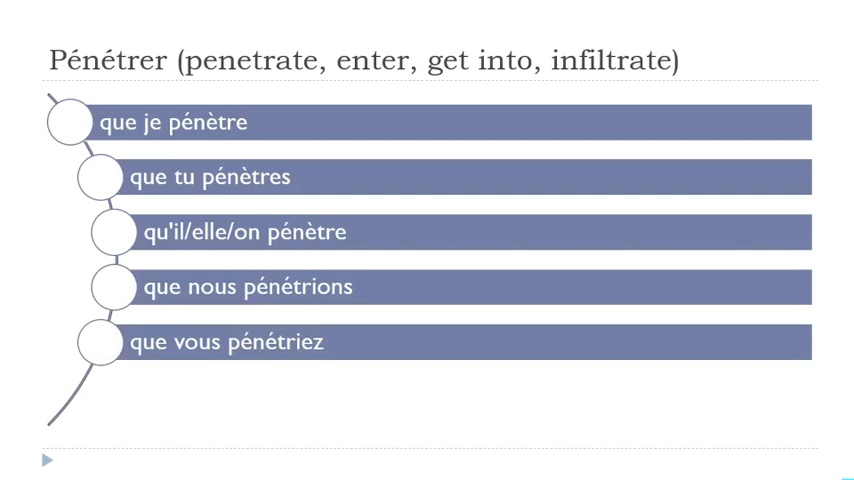 Pénétrer (penetrate, enter, get into, infiltrate)
que je pénètre
que tu pénètres
qu'il/elle/on pénètre
que nous pénétrions
que vous pénétriez